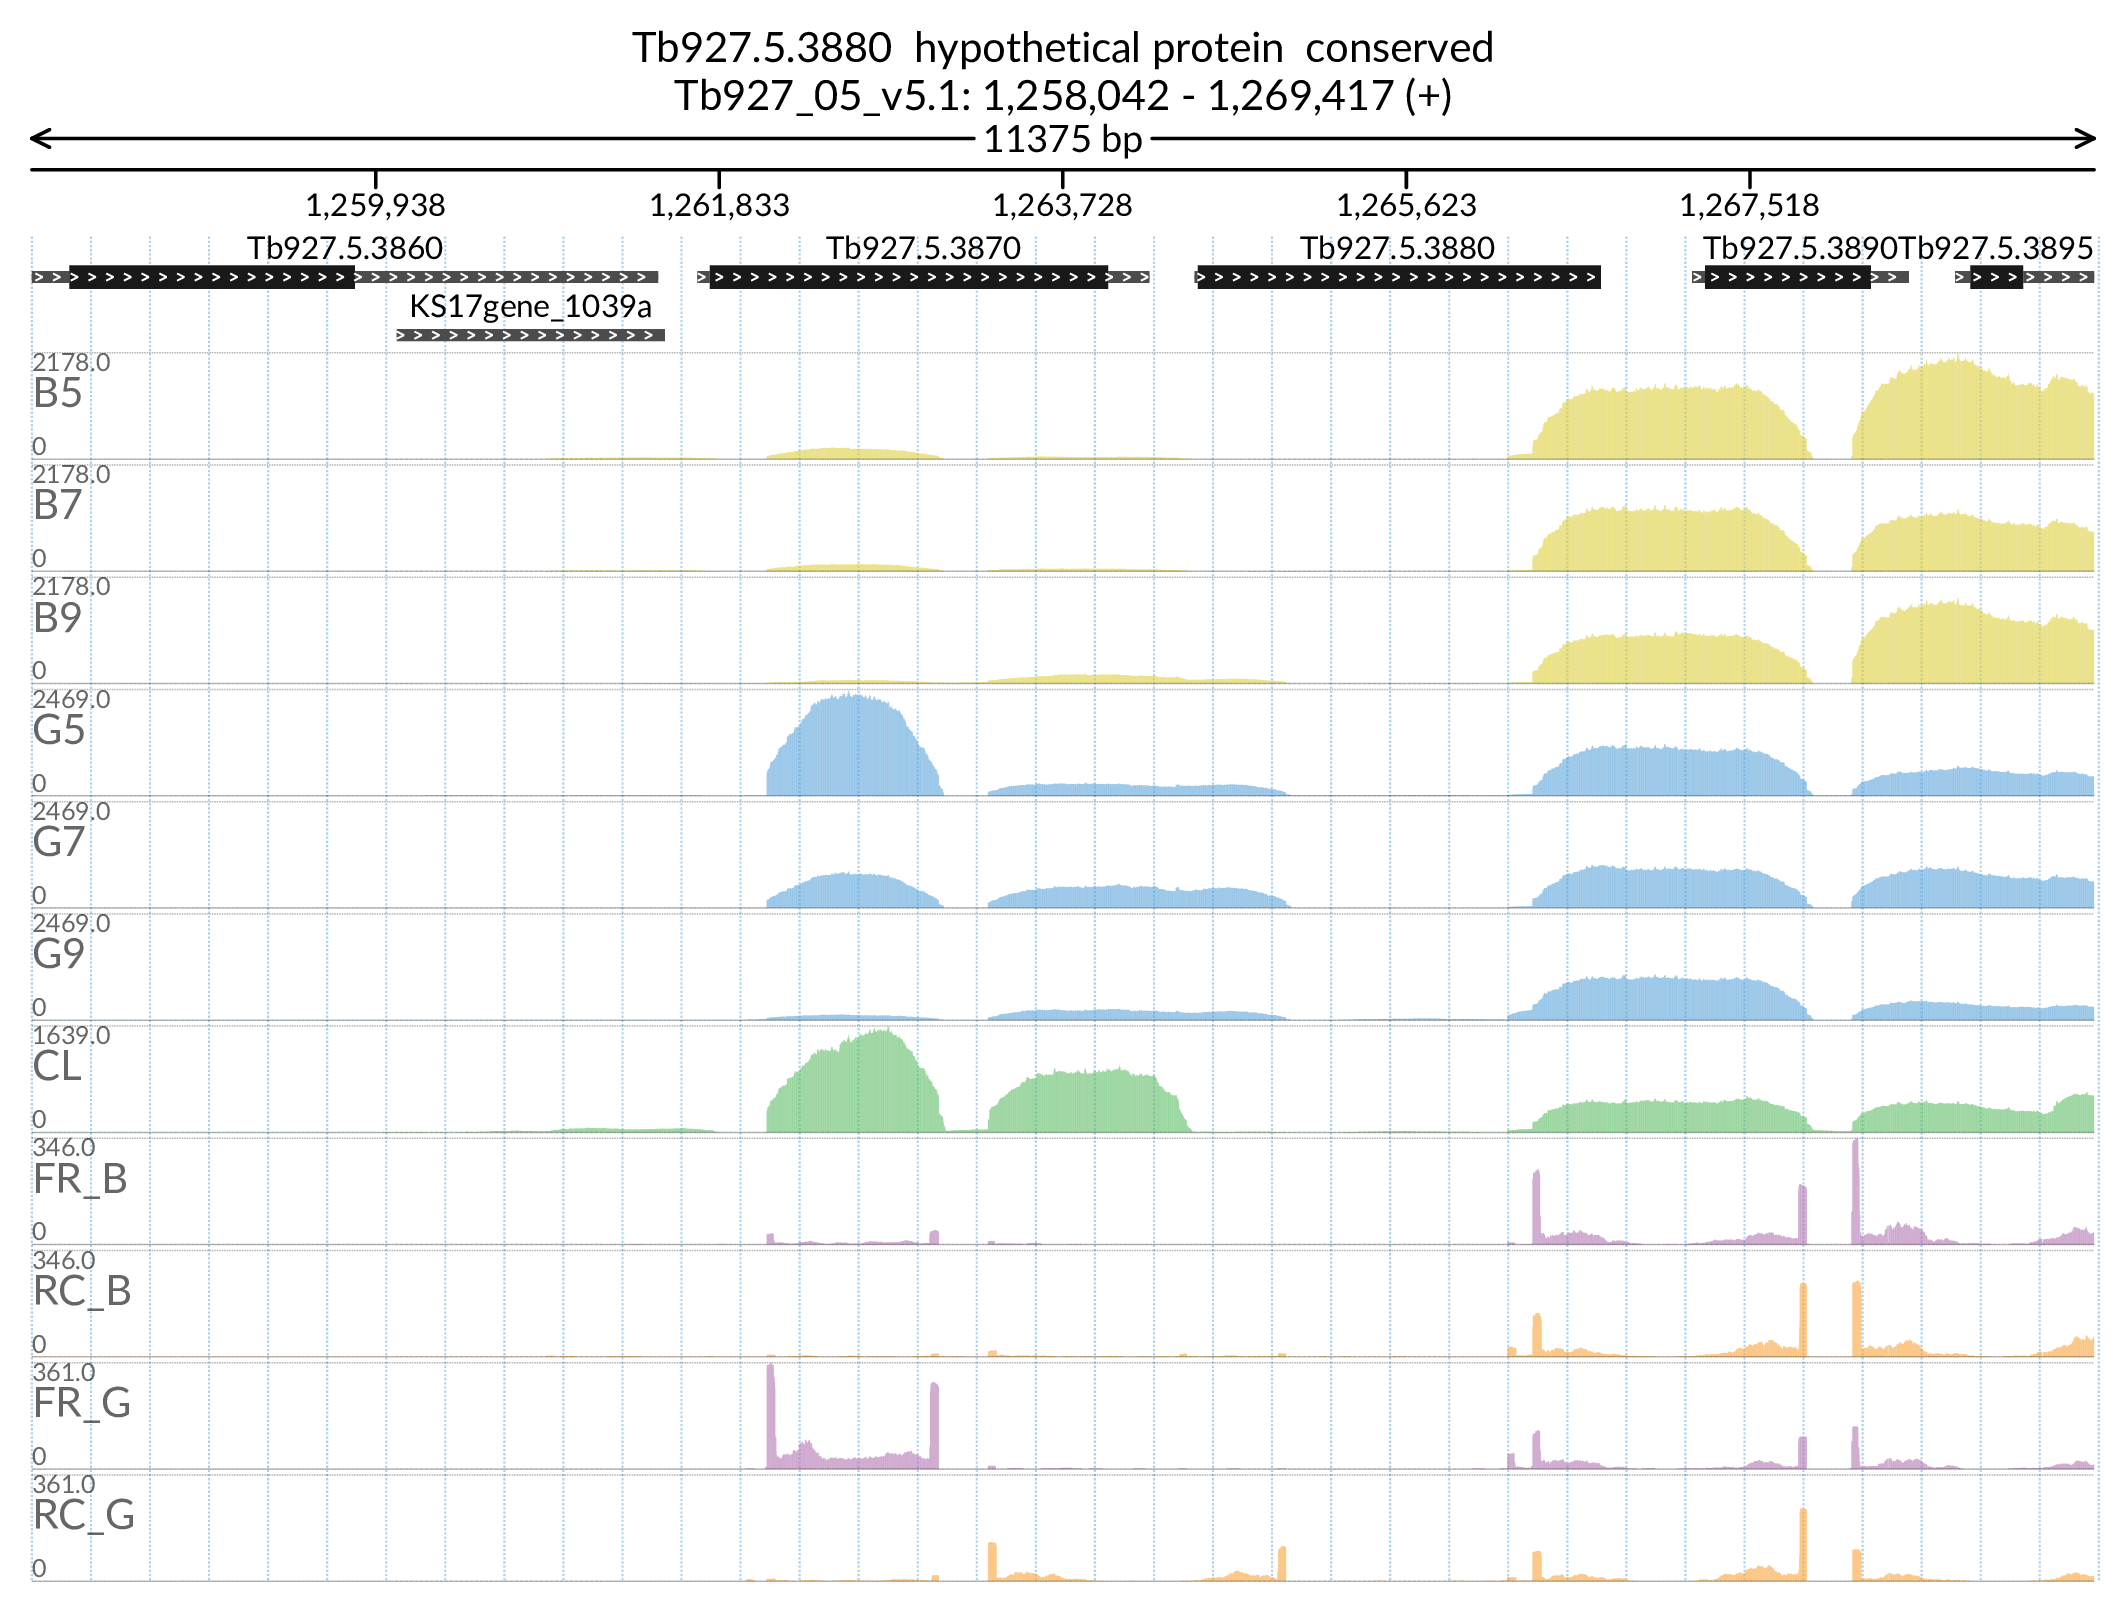 Tb927.5.3880 hypothetical protein conserved
Tb927_05_v5.1: 1,258,042 - 1,269,417 (+)
11375 bp
1,259,938 1,261,833 1,263,728 1,265,623 1,267,518
Tb927.5.3860 Tb927.5.3870 Tb927.5.3880 Tb927.5.3890 Tb927.5.3895
KS17gene_1039a
2178.0
B5
0
2178.0
B7
0
2178.0
B9
0
2469.0
G5
0
2469.0
G7
0
2469.0
G9
0
1639.0
CL
0
346.0
FR_B
0
346.0
RC_B
0
361.0
FR_G
0
361.0
RC_G
0